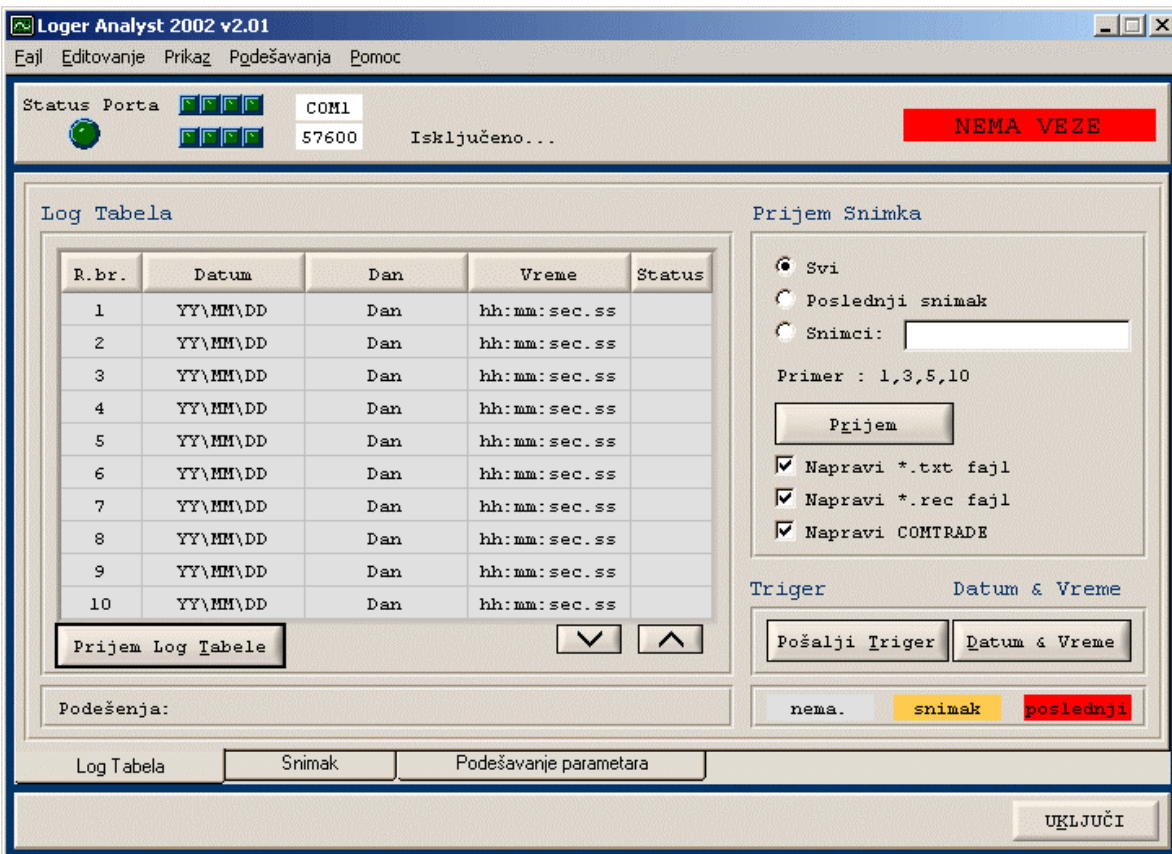 Loger Analyst 2002 v2.01
Fajl Editovanje Prikaz Podešavanja Pomoc
Status Porta COM1
57600 Isključeno... NEMA VEZE
Log Tabela
R.br. Datum Dan Vreme Status
1 YY\MM\DD Dan hh:mm:sec.ss
2 YY\MM\DD Dan hh:mm:sec.ss
3 YY\MM\DD Dan hh:mm:sec.ss
4 YY\MM\DD Dan hh:mm:sec.ss
5 YY\MM\DD Dan hh:mm:sec.ss
6 YY\MM\DD Dan hh:mm:sec.ss
7 YY\MM\DD Dan hh:mm:sec.ss
8 YY\MM\DD Dan hh:mm:sec.ss
9 YY\MM\DD Dan hh:mm:sec.ss
10 YY\MM\DD Dan hh:mm:sec.ss
Prijem Log Tabele
Podešenja:
Prijem Snimka
Svi
Poslednji snimak
Snimci:
Primer : 1,3,5,10
Prijem
Napravi *.txt fajl
Napravi *.rec fajl
Napravi COMTRADE
Triger Datum & Vreme
Pošalji Triger Datum & Vreme
nema. snimak poslednji
Log Tabela Snimak Podešavanje parametara
UKLJUČI